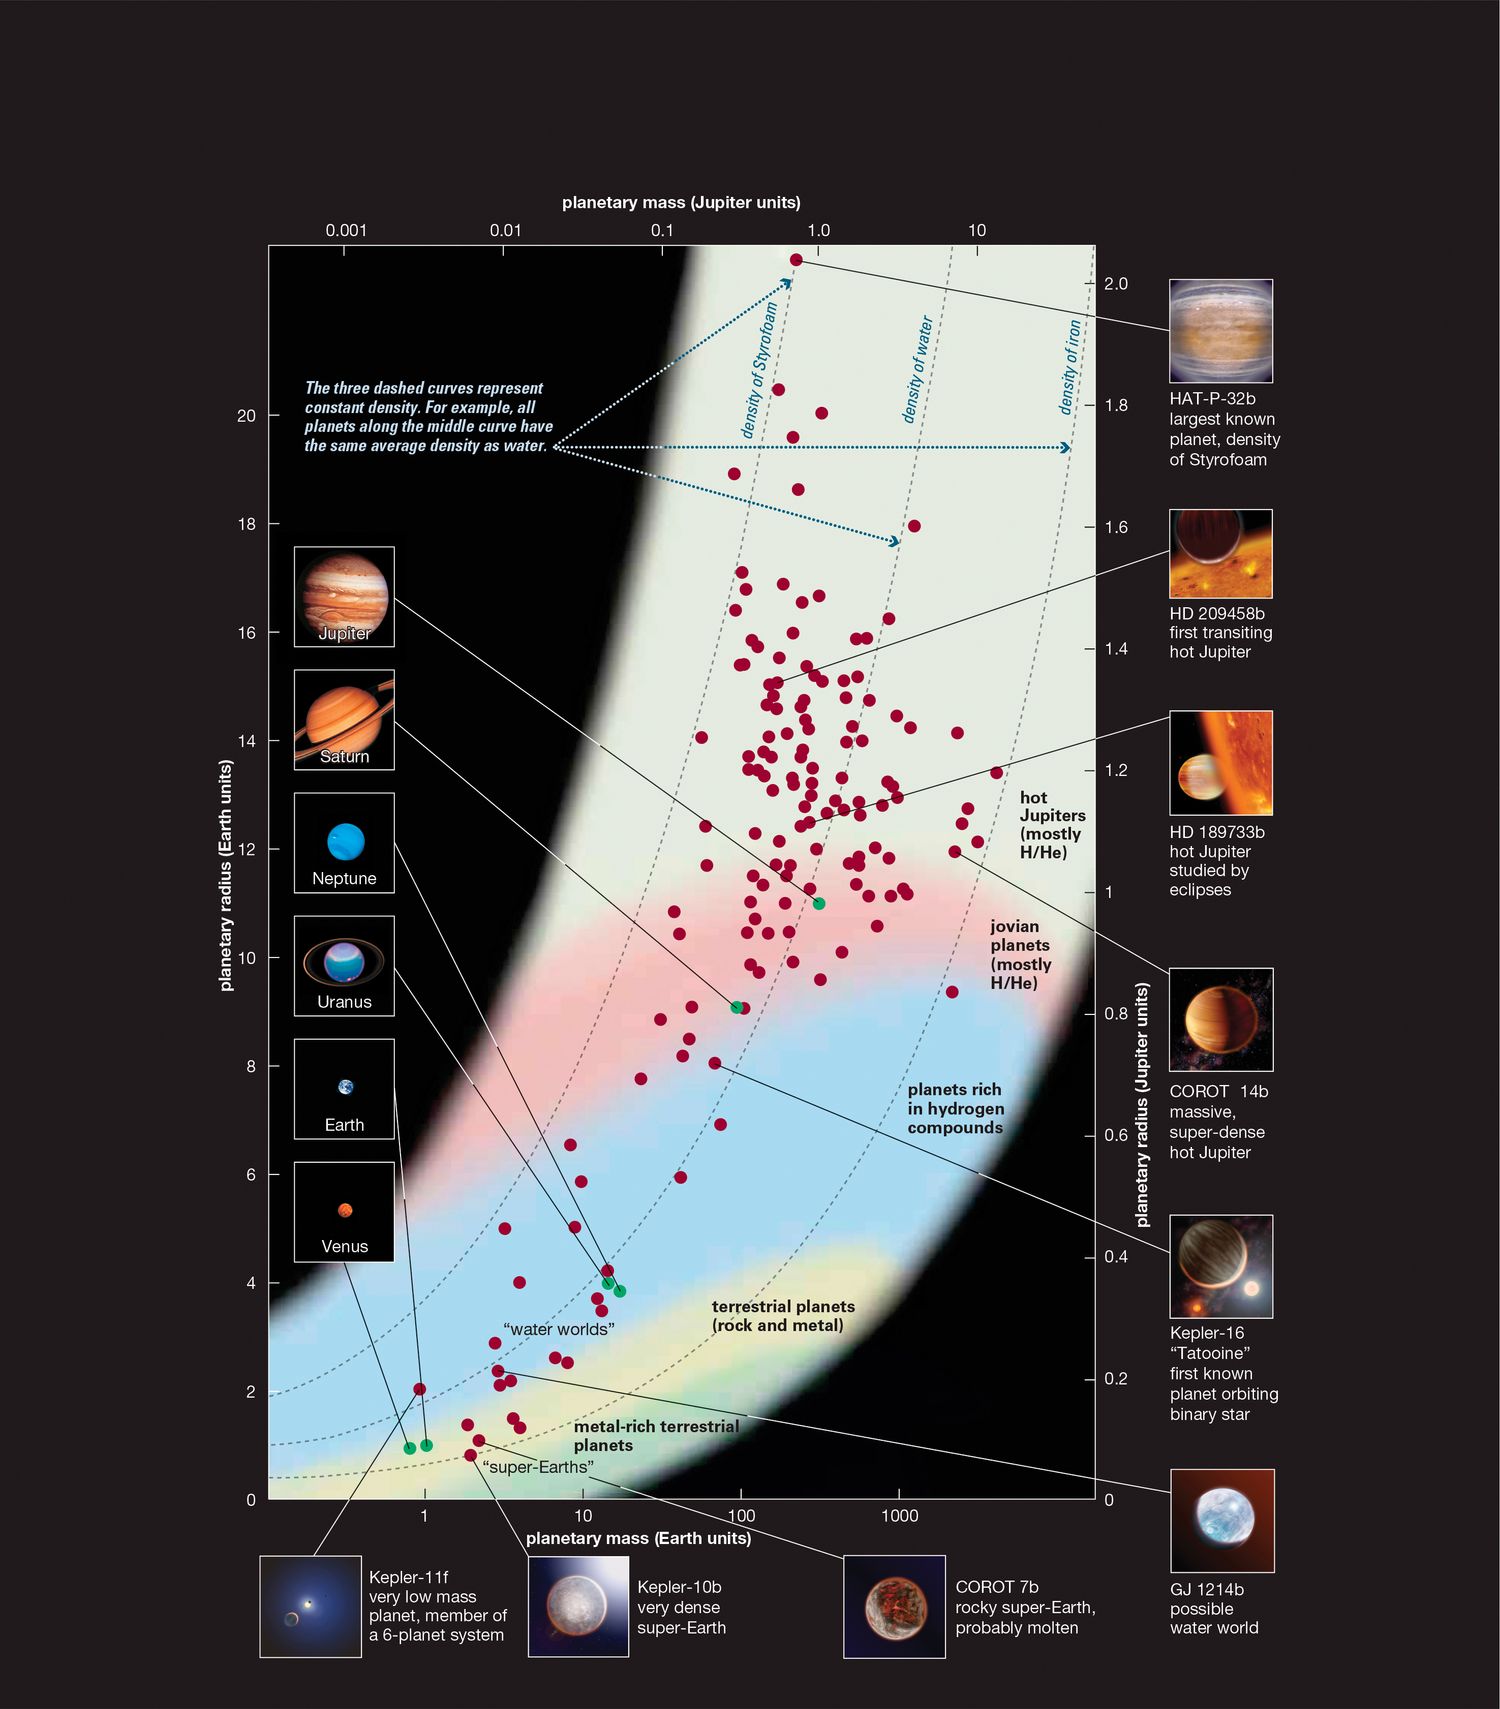 planetary mass (Jupiter units)
0.001
0.01
0.1
1.0
10
2.0
1.8
1.6
1.4
1.2
1
0.8
0.6
0.4
0.2
0
planetary radius (Jupiter units)
20
18
16
14
12
10
8
6
4
2
0
planetary radius (Earth units)
1
10
100
1000
planetary mass (Earth units)
density of Styrofoam
density of water
density of iron
The three dashed curves represent
constant density. For example, all
planets along the middle curve have
the same average density as water.
Jupiter
Saturn
Neptune
Uranus
Earth
Venus
hot
Jupiters
(mostly
H/He)
jovian
planets
(mostly
H/He)
planets rich
in hydrogen
compounds
terrestrial planets
(rock and metal)
“water worlds”
metal-rich terrestrial
planets
“super-Earths”
HAT-P-32b
largest known
planet, density
of Styrofoam
HD 209458b
first transiting
hot Jupiter
HD 189733b
hot Jupiter
studied by
eclipses
COROT 14b
massive,
super-dense
hot Jupiter
Kepler-16
“Tatooine”
first known
planet orbiting
binary star
GJ 1214b
possible
water world
Kepler-11f
very low mass
planet, member of
a 6-planet system
Kepler-10b
very dense
super-Earth
COROT 7b
rocky super-Earth,
probably molten